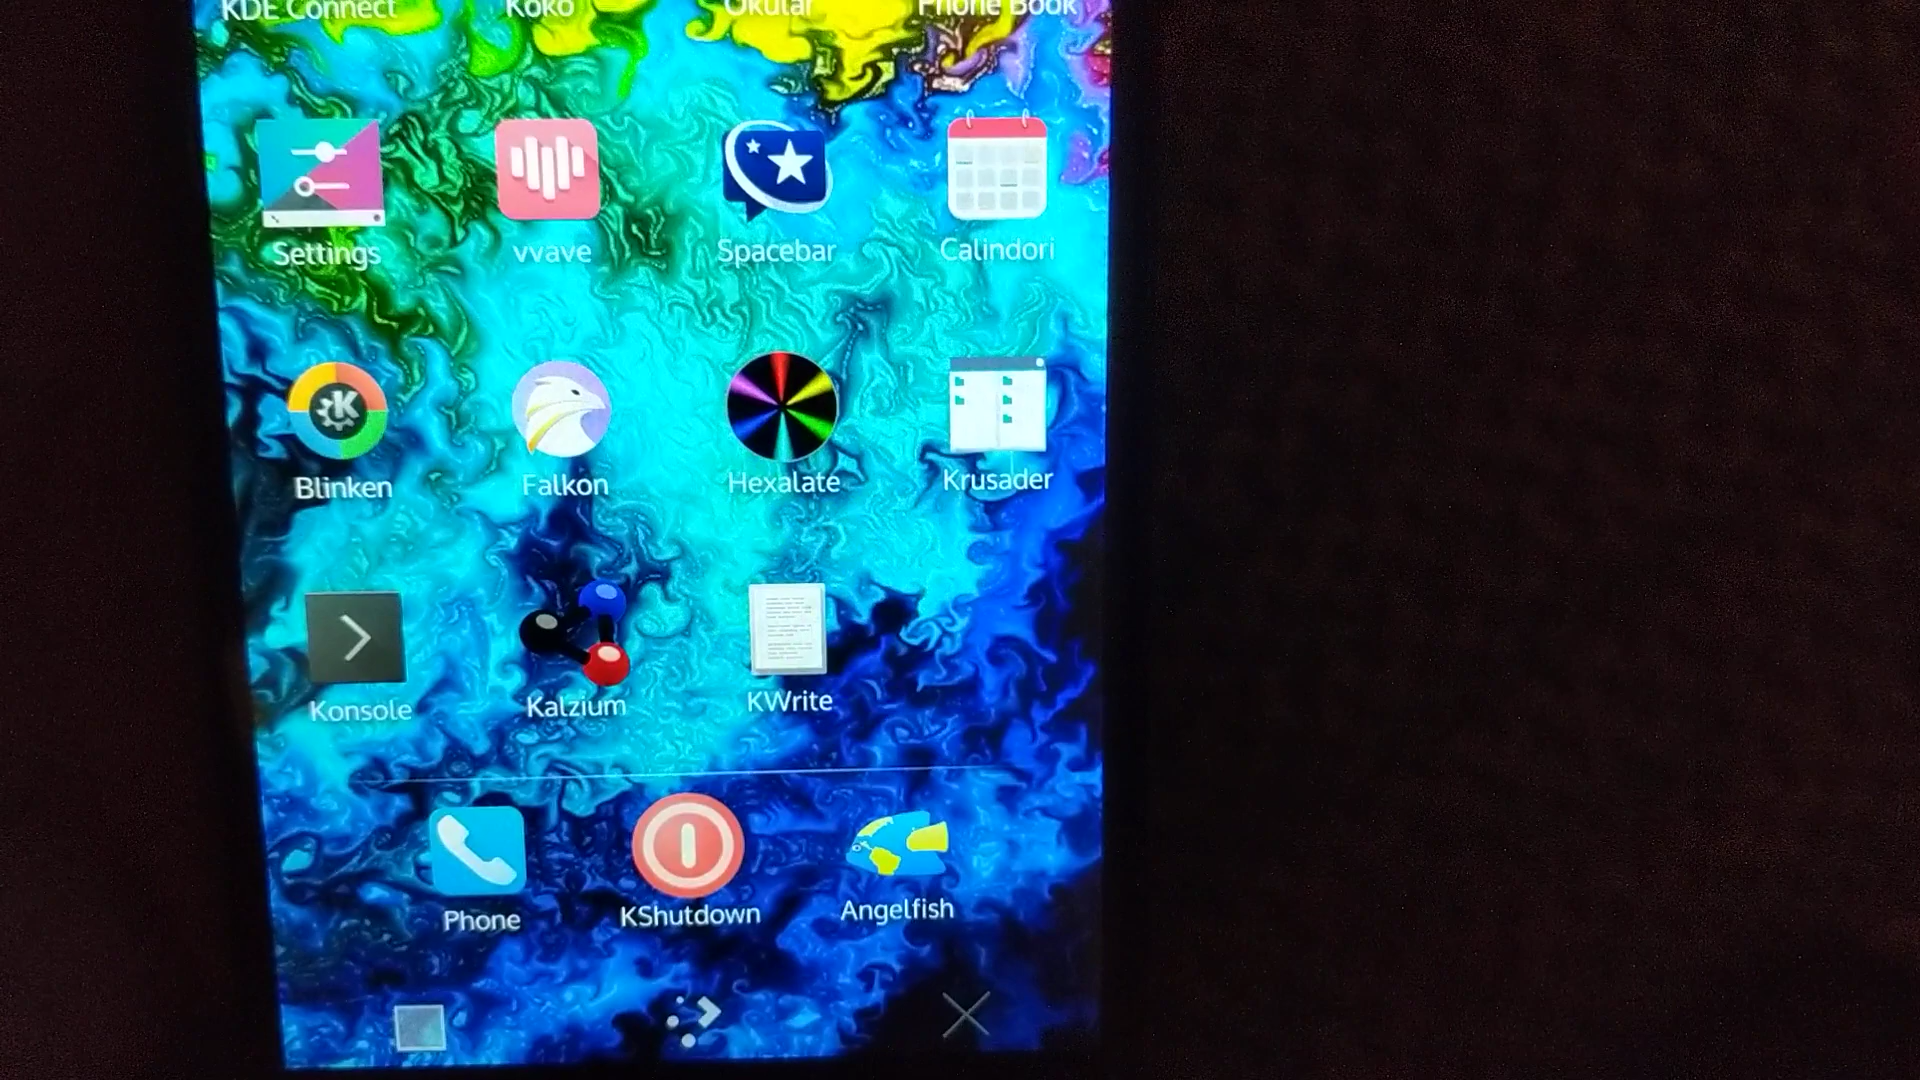 KDE Connect Koko Okular Phone Book
Settings vvave Spacebar Calindori
Blinken Falkon Hexalate Krusader
Konsole Kalzium KWrite
Phone KShutdown Angelfish